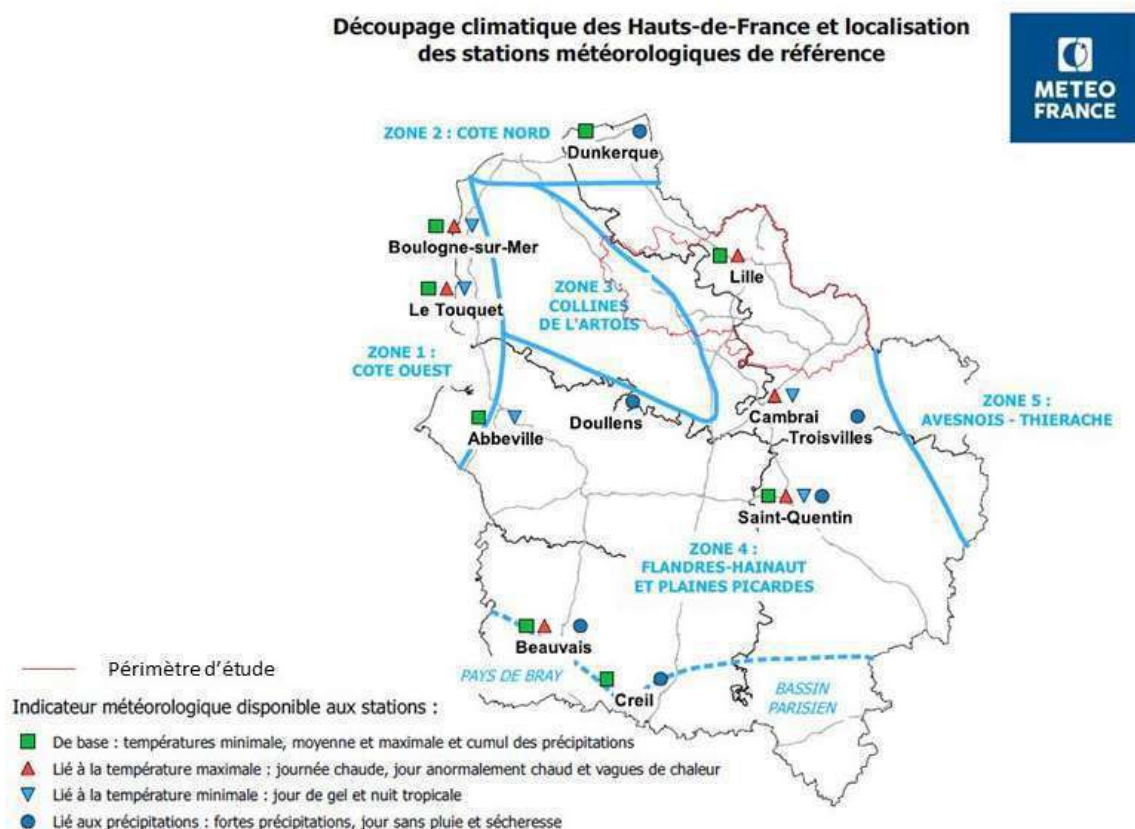 Découpage climatique des Hauts-de-France et localisation
des stations météorologiques de référence
METEO
FRANCE
ZONE 2 : COTE NORD
Dunkerque
Boulogne-sur-Mer
Lille
Le Touquet
ZONE 3 :
COLLINES
DE L'ARTOIS
ZONE 1 :
COTE OUEST
ZONE 5 :
AVESNOIS - THIERACHE
Abbeville
Doullens
Cambrai
Troisvilles
Saint-Quentin
ZONE 4 :
FLANDRES-HAINAUT
ET PLAINES PICARDES
Beauvais
PAYS DE BRAY
Creil
BASSIN
PARISIEN
Périmètre d'étude
Indicateur météorologique disponible aux stations :
De base : températures minimale, moyenne et maximale et cumul des précipitations
Lié à la température maximale : journée chaude, jour anormalement chaud et vagues de chaleur
Lié à la température minimale : jour de gel et nuit tropicale
Lié aux précipitations : fortes précipitations, jour sans pluie et sécheresse